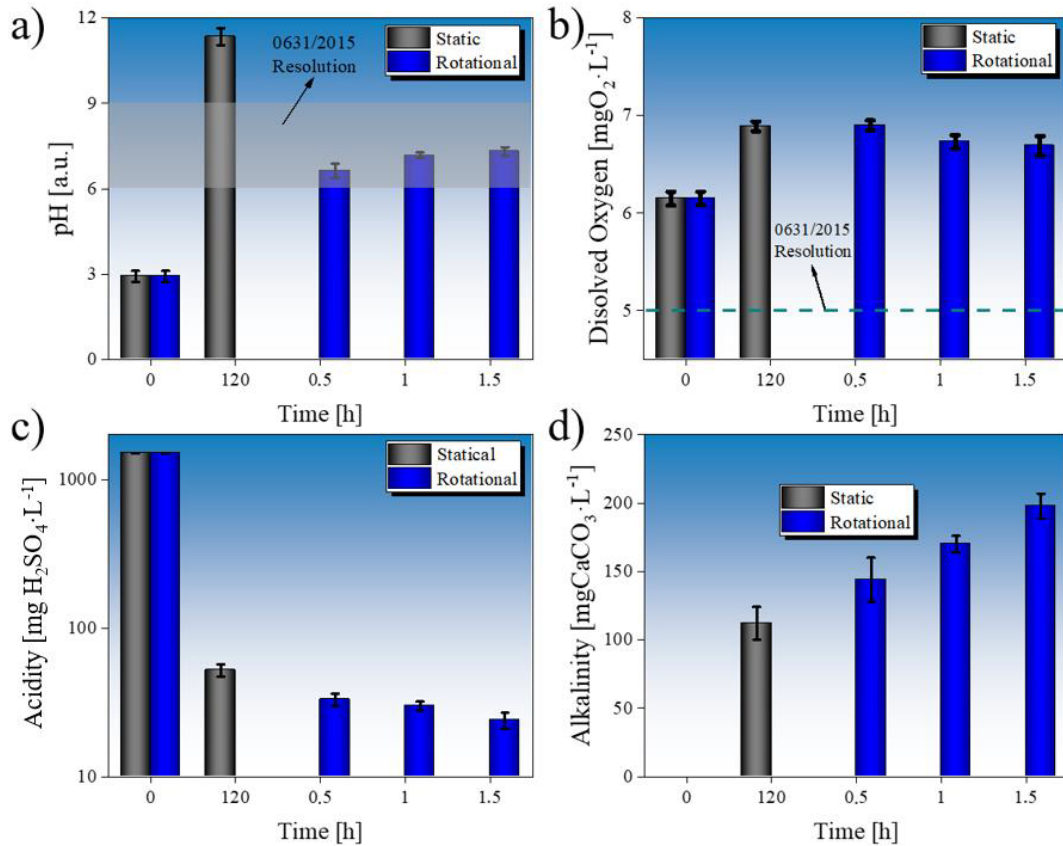 a)
12
9
6
3
0
pH [a.u.]
0631/2015
Resolution
Static
Rotational
0 120 0.5 1 1.5
Time [h]
b)
8
7
6
5
Disolved Oxygen [mgO₂·L⁻¹]
Static
Rotational
0631/2015
Resolution
0 120 0.5 1 1.5
Time [h]
c)
1000
100
10
Acidity [mg H₂SO₄·L⁻¹]
Statical
Rotational
0 120 0.5 1 1.5
Time [h]
d)
250
200
150
100
50
0
Alkalinity [mgCaCO₃·L⁻¹]
Static
Rotational
0 120 0.5 1 1.5
Time [h]